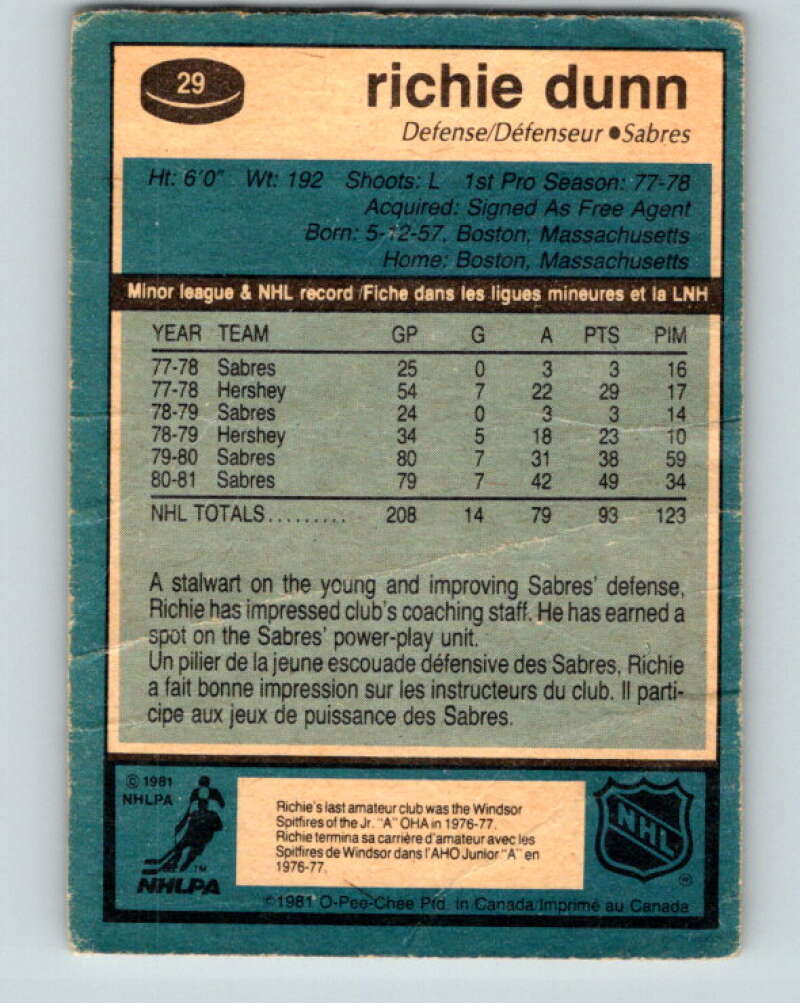 29
richie dunn
Defense/Défenseur ● Sabres
Ht: 6'0" Wt: 192 Shoots: L 1st Pro Season: 77-78
Acquired: Signed As Free Agent
Born: 5-12-57, Boston, Massachusetts
Home: Boston, Massachusetts
Minor league & NHL record /Fiche dans les ligues mineures et la LNH
YEAR TEAM GP G A PTS PIM
77-78 Sabres 25 0 3 3 16
77-78 Hershey 54 7 22 29 17
78-79 Sabres 24 0 3 3 14
78-79 Hershey 34 5 18 23 10
79-80 Sabres 80 7 31 38 59
80-81 Sabres 79 7 42 49 34
NHL TOTALS......... 208 14 79 93 123
A stalwart on the young and improving Sabres' defense,
Richie has impressed club's coaching staff. He has earned a
spot on the Sabres' power-play unit.
Un pilier de la jeune escouade défensive des Sabres, Richie
a fait bonne impression sur les instructeurs du club. Il parti-
cipe aux jeux de puissance des Sabres.
© 1981
NHLPA
TM
NHLPA
Richie's last amateur club was the Windsor
Spitfires of the Jr. "A" OHA in 1976-77.
Richie termina sa carrière d'amateur avec les
Spitfires de Windsor dans l'AHO Junior "A" en
1976-77.
NHL
© 1981 O-Pee-Chee Ptd. in Canada/Imprimé au Canada